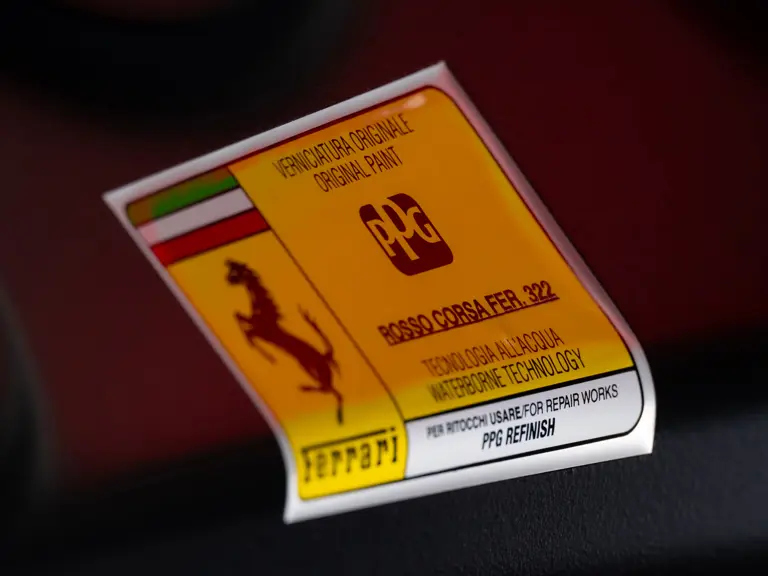 VERNICIATURA ORIGINALE
ORIGINAL PAINT
PPG
ROSSO CORSA FER. 322
TECNOLOGIA ALL'ACQUA
WATERBORNE TECHNOLOGY
PER RITOCCHI USARE/FOR REPAIR WORKS
PPG REFINISH
Ferrari